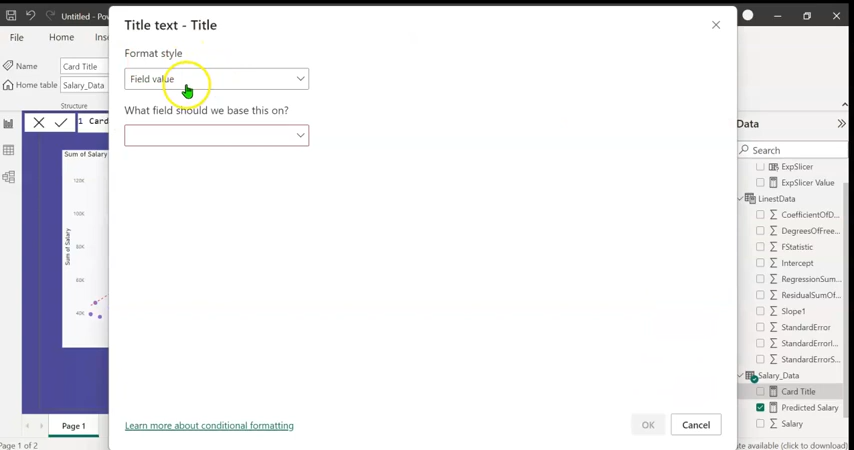 Untitled -
File
Home
Ins
Name
Card Title
Home table
Salary_Data
Structure
1 Card
Sum of Salary
Sum of Salary
120K
100K
80K
60K
40K
Page 1
Page 1 of 2
Title text - Title
Format style
Field value
What field should we base this on?
Learn more about conditional formatting
OK
Cancel
Data
Search
ExpSlicer
ExpSlicer Value
LinestData
CoefficientOfD...
DegreesOfFree...
FStatistic
Intercept
RegressionSum...
ResidualSumOf...
Slope1
StandardError
StandardErrorI...
StandardErrorS...
Salary_Data
Card Title
Predicted Salary
Salary
te available (click to download)